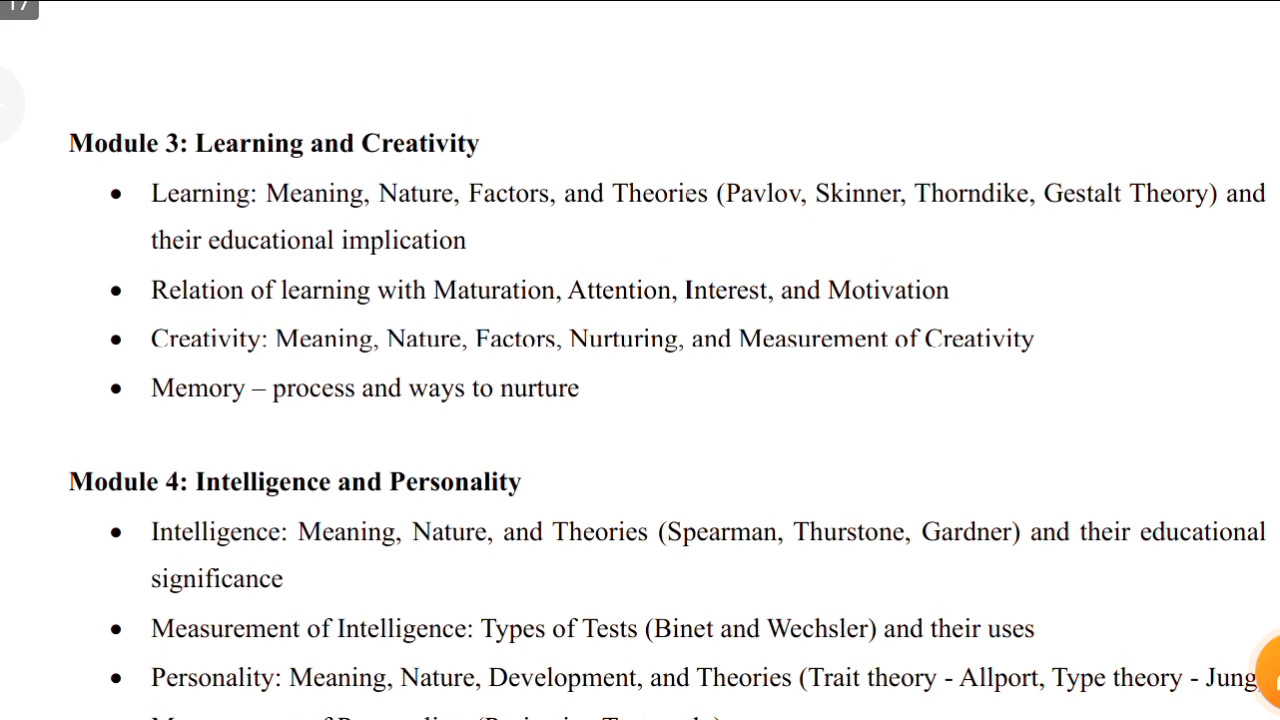 17
Module 3: Learning and Creativity
• Learning: Meaning, Nature, Factors, and Theories (Pavlov, Skinner, Thorndike, Gestalt Theory) and
their educational implication
• Relation of learning with Maturation, Attention, Interest, and Motivation
• Creativity: Meaning, Nature, Factors, Nurturing, and Measurement of Creativity
• Memory – process and ways to nurture
Module 4: Intelligence and Personality
• Intelligence: Meaning, Nature, and Theories (Spearman, Thurstone, Gardner) and their educational
significance
• Measurement of Intelligence: Types of Tests (Binet and Wechsler) and their uses
• Personality: Meaning, Nature, Development, and Theories (Trait theory - Allport, Type theory - Jung